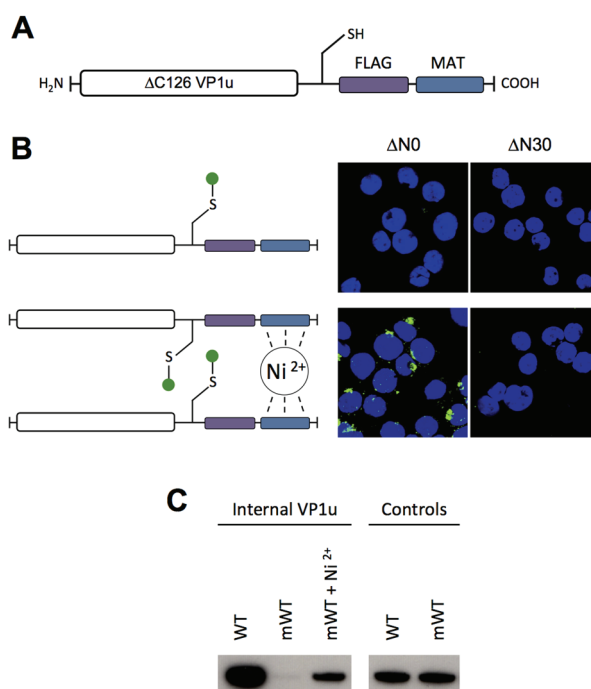 A
SH
FLAG MAT
H₂N ΔC126 VP1u COOH
B
ΔN0 ΔN30
S
S
S
Ni 2+
C
Internal VP1u Controls
WT mWT mWT + Ni 2+ WT mWT